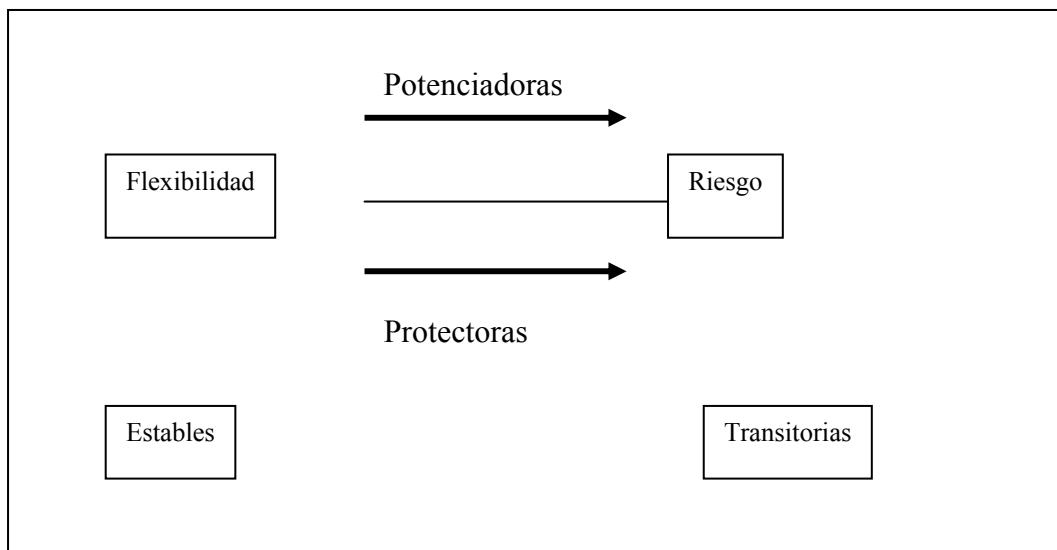 Potenciadoras
Flexibilidad
Riesgo
Protectoras
Estables
Transitorias